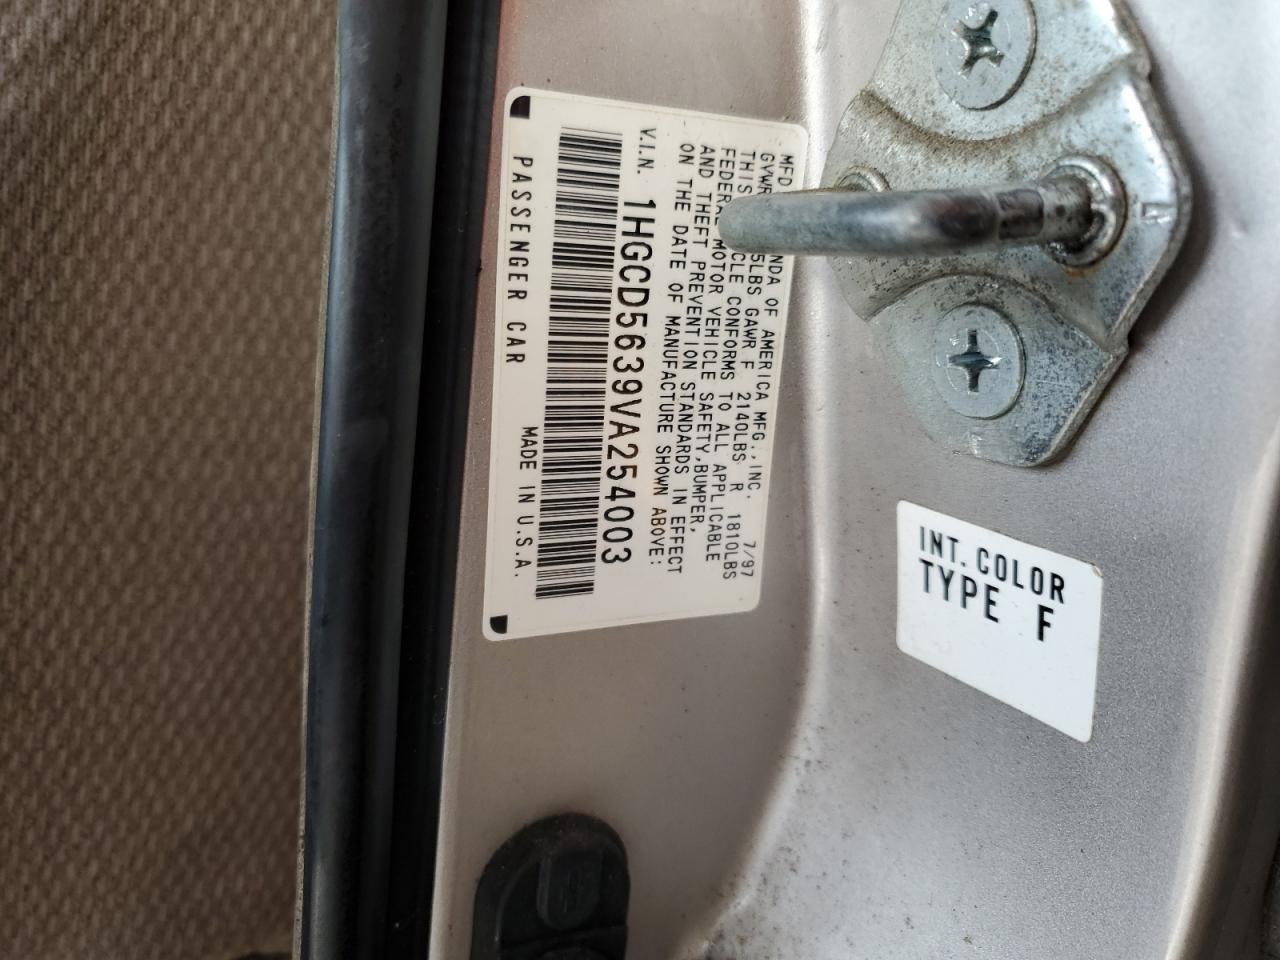 MFD NDA OF AMERICA MFG., INC. 7/97
GVWR 5LBS GAWR F 2140LBS R 1810LBS
THIS CLE CONFORMS TO ALL APPLICABLE
FEDERAL MOTOR VEHICLE SAFETY, BUMPER,
AND THEFT PREVENTION STANDARDS IN EFFECT
ON THE DATE OF MANUFACTURE SHOWN ABOVE:
V.I.N. 1HGCD5639VA254003
PASSENGER CAR MADE IN U.S.A.
INT. COLOR
TYPE F